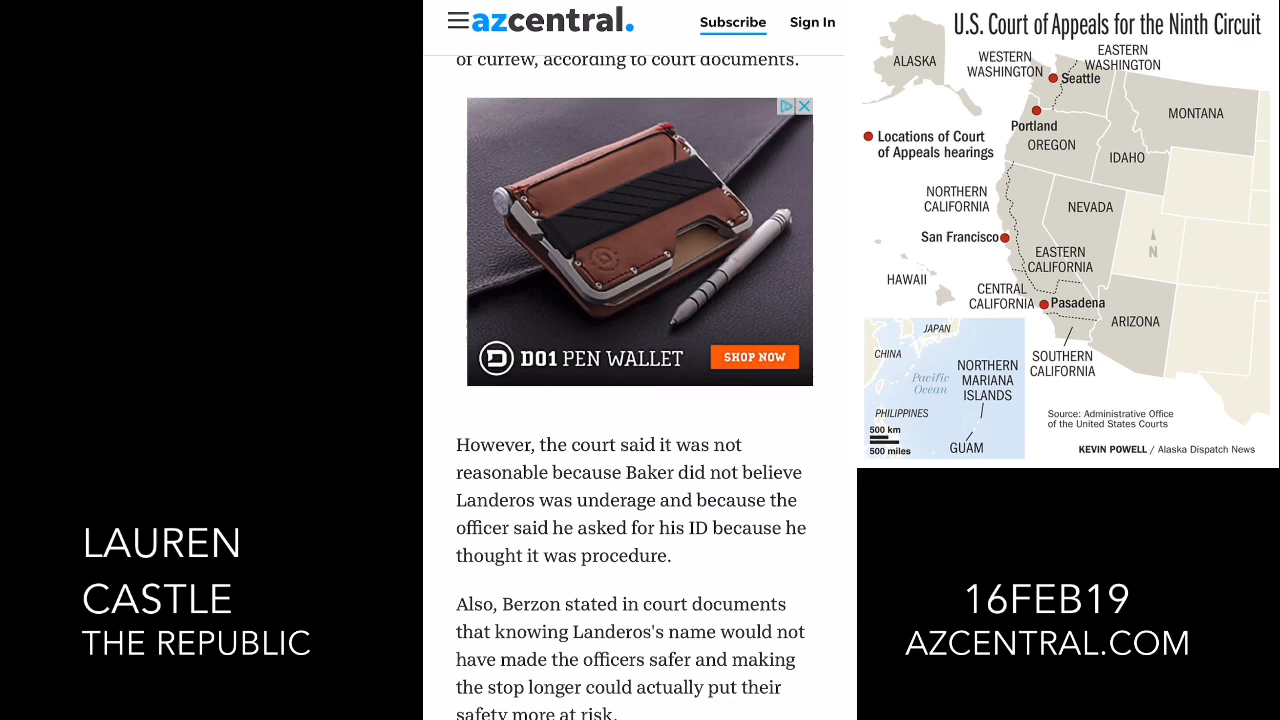 LAUREN
CASTLE
THE REPUBLIC
azcentral.
Subscribe
Sign In
of curfew, according to court documents.
D01 PEN WALLET
SHOP NOW
However, the court said it was not
reasonable because Baker did not believe
Landeros was underage and because the
officer said he asked for his ID because he
thought it was procedure.
Also, Berzon stated in court documents
that knowing Landeros's name would not
have made the officers safer and making
the stop longer could actually put their
safety more at risk.
U.S. Court of Appeals for the Ninth Circuit
ALASKA
WESTERN
WASHINGTON
EASTERN
WASHINGTON
Seattle
MONTANA
Portland
OREGON
IDAHO
Locations of Court
of Appeals hearings
NORTHERN
CALIFORNIA
NEVADA
San Francisco
N
EASTERN
CALIFORNIA
HAWAII
CENTRAL
CALIFORNIA
Pasadena
ARIZONA
SOUTHERN
CALIFORNIA
JAPAN
CHINA
NORTHERN
MARIANA
ISLANDS
Pacific
Ocean
PHILIPPINES
500 km
500 miles
GUAM
Source: Administrative Office
of the United States Courts
KEVIN POWELL / Alaska Dispatch News
16FEB19
AZCENTRAL.COM